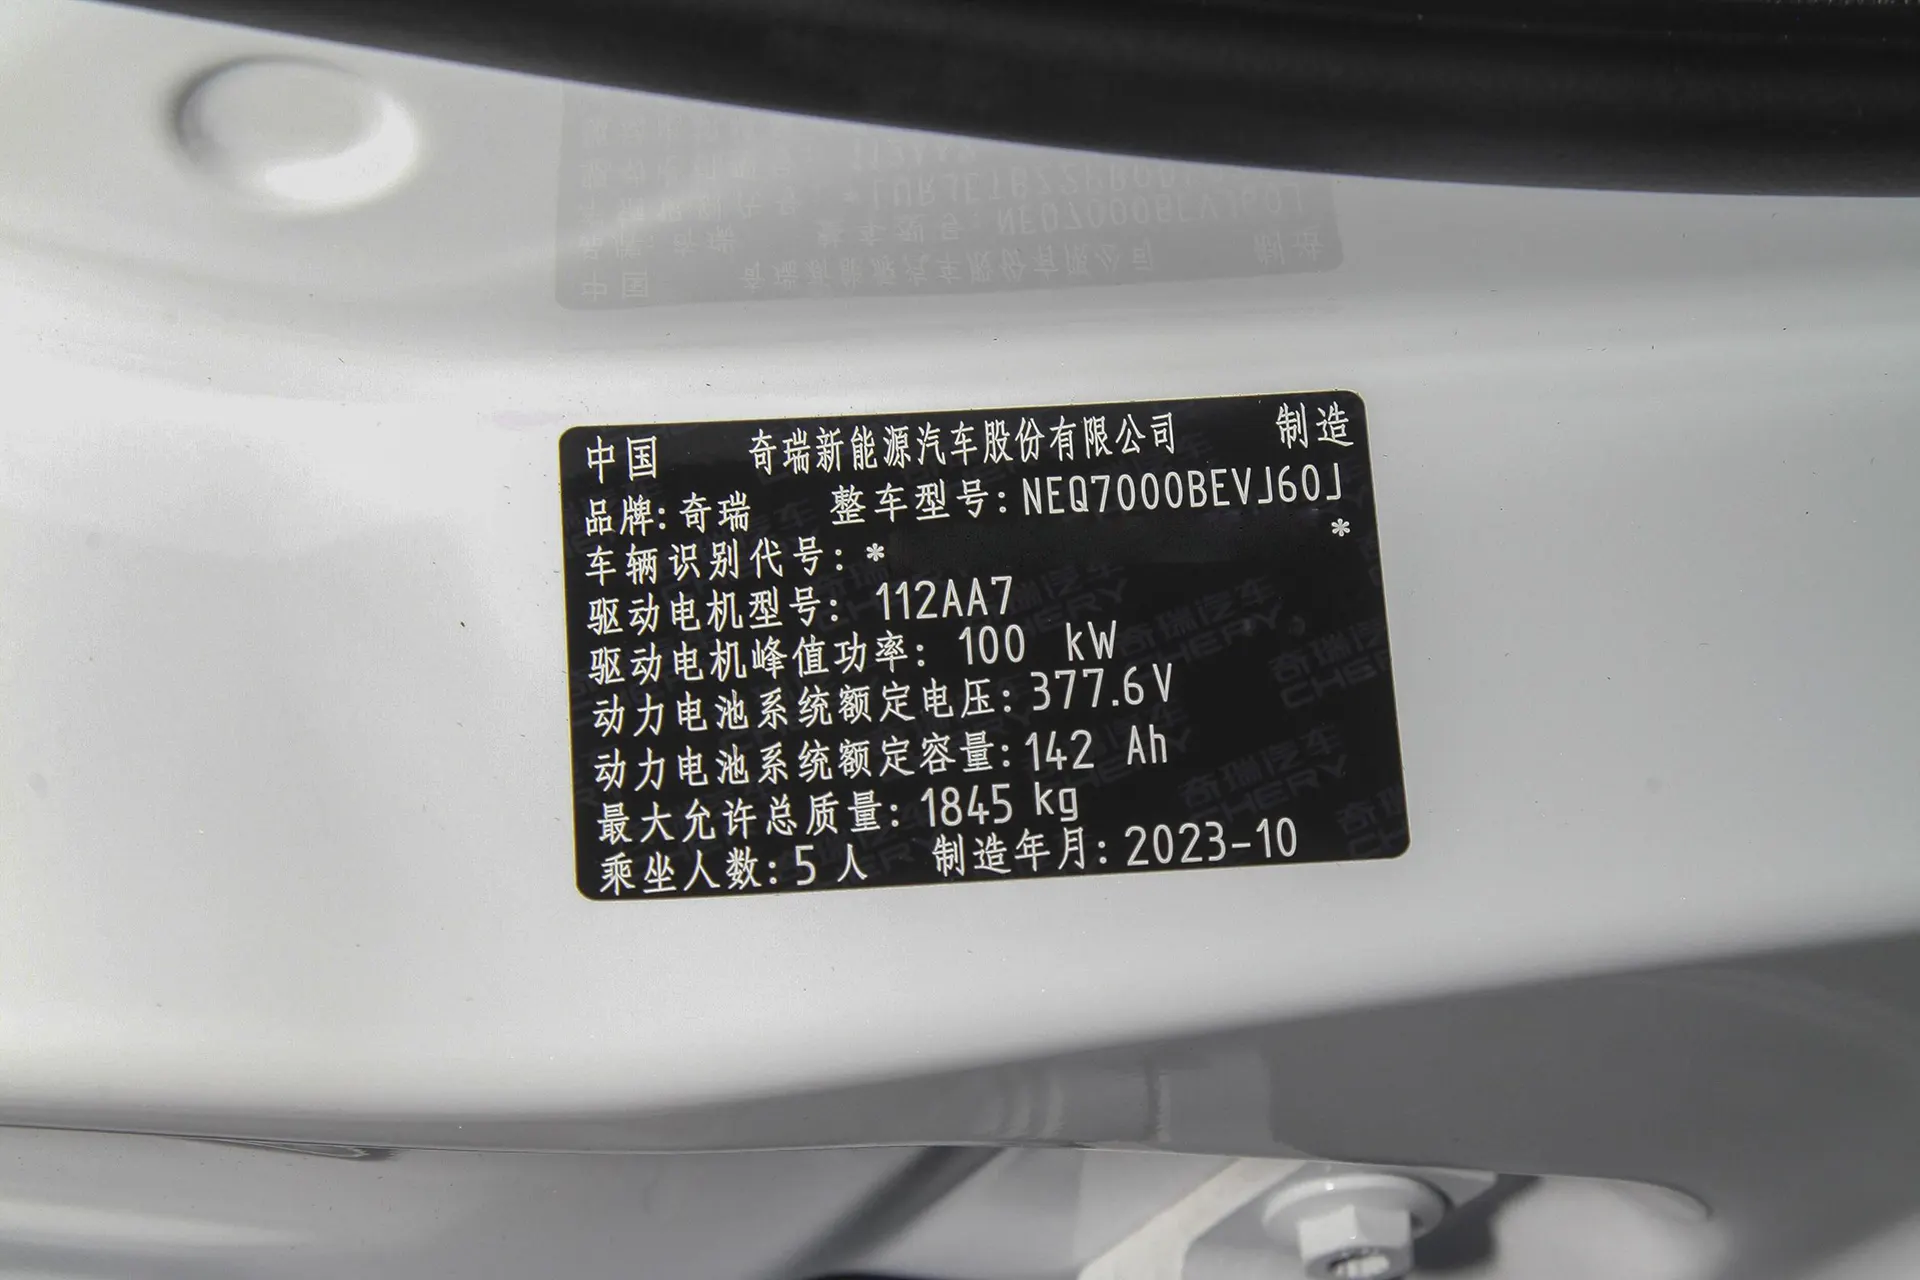 中国 奇瑞新能源汽车股份有限公司 制造
品牌:奇瑞 整车型号:NEQ7000BEVJ60J
车辆识别代号:* *
驱动电机型号: 112AA7
驱动电机峰值功率: 100 kW
动力电池系统额定电压:377.6V
动力电池系统额定容量:142 Ah
最大允许总质量:1845 kg
乘坐人数:5 人 制造年月:2023-10